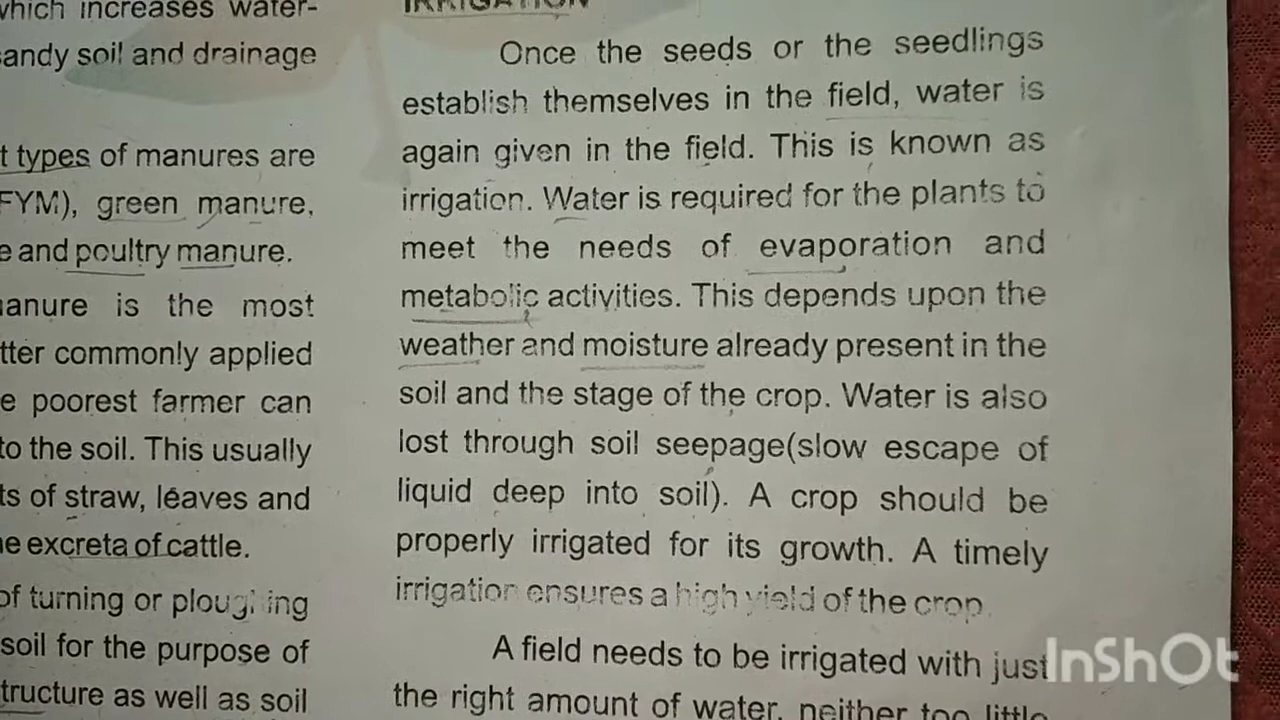 which increases water-
sandy soil and drainage
t types of manures are
FYM), green manure,
e and poultry manure.
manure is the most
tter commonly applied
e poorest farmer can
to the soil. This usually
ts of straw, leaves and
he excreta of cattle.
of turning or ploughing
soil for the purpose of
tructure as well as soil
IRRIGATION
Once the seeds or the seedlings
establish themselves in the field, water is
again given in the field. This is known as
irrigation. Water is required for the plants to
meet the needs of evaporation and
metabolic activities. This depends upon the
weather and moisture already present in the
soil and the stage of the crop. Water is also
lost through soil seepage(slow escape of
liquid deep into soil). A crop should be
properly irrigated for its growth. A timely
irrigation ensures a high yield of the crop.
A field needs to be irrigated with just
the right amount of water, neither too little
InShOt